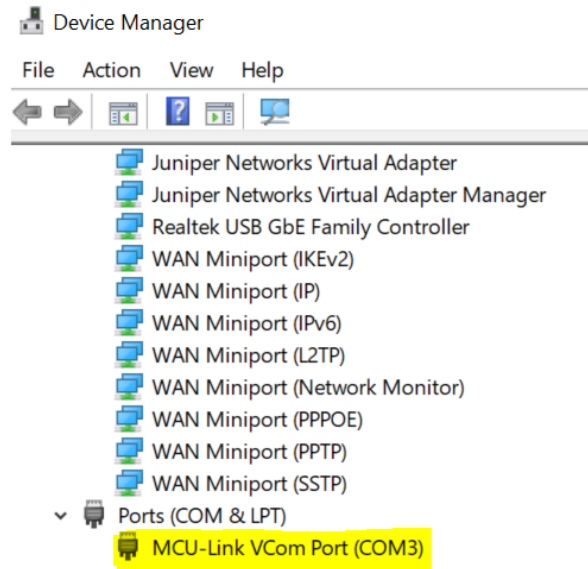 Device Manager
File Action View Help
Juniper Networks Virtual Adapter
Juniper Networks Virtual Adapter Manager
Realtek USB GbE Family Controller
WAN Miniport (IKEv2)
WAN Miniport (IP)
WAN Miniport (IPv6)
WAN Miniport (L2TP)
WAN Miniport (Network Monitor)
WAN Miniport (PPPOE)
WAN Miniport (PPTP)
WAN Miniport (SSTP)
Ports (COM & LPT)
MCU-Link VCom Port (COM3)